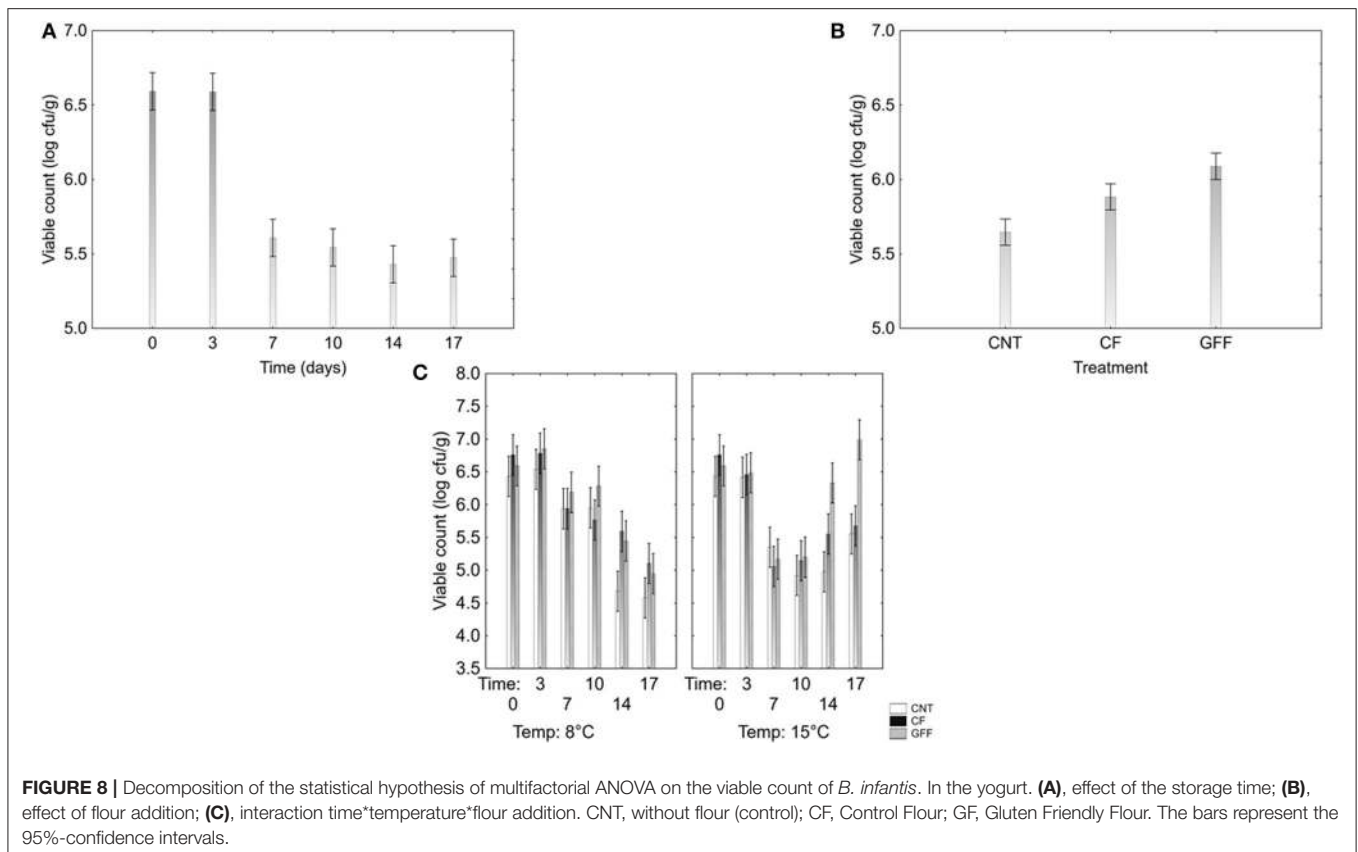 A
Viable count (log cfu/g)
7.0
6.5
6.0
5.5
5.0
0 3 7 10 14 17
Time (days)
B
Viable count (log cfu/g)
7.0
6.5
6.0
5.5
5.0
CNT CF GFF
Treatment
C
Viable count (log cfu/g)
8.0
7.5
7.0
6.5
6.0
5.5
5.0
4.5
4.0
3.5
Time: 3 10 17
0 7 14
Temp: 8°C
Time: 3 10 17
0 7 14
Temp: 15°C
CNT
CF
GFF
FIGURE 8 | Decomposition of the statistical hypothesis of multifactorial ANOVA on the viable count of B. infantis. In the yogurt. (A), effect of the storage time; (B),
effect of flour addition; (C), interaction time*temperature*flour addition. CNT, without flour (control); CF, Control Flour; GF, Gluten Friendly Flour. The bars represent the
95%-confidence intervals.